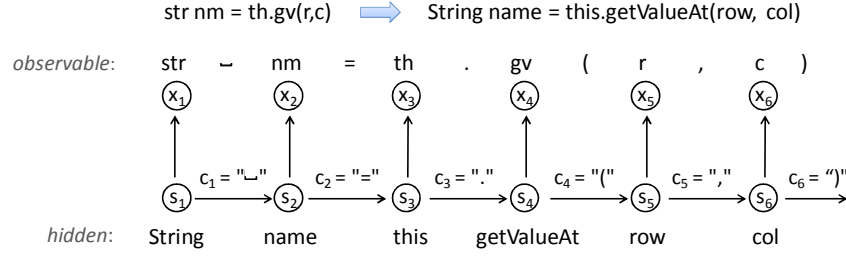 str nm = th.gv(r,c) String name = this.getValueAt(row, col)
observable: str ⎵ nm = th . gv ( r , c )
x1 x2 x3 x4 x5 x6
c1 = "⎵" c2 = "=" c3 = "." c4 = "(" c5 = "," c6 = “)”
s1 s2 s3 s4 s5 s6
hidden: String name this getValueAt row col